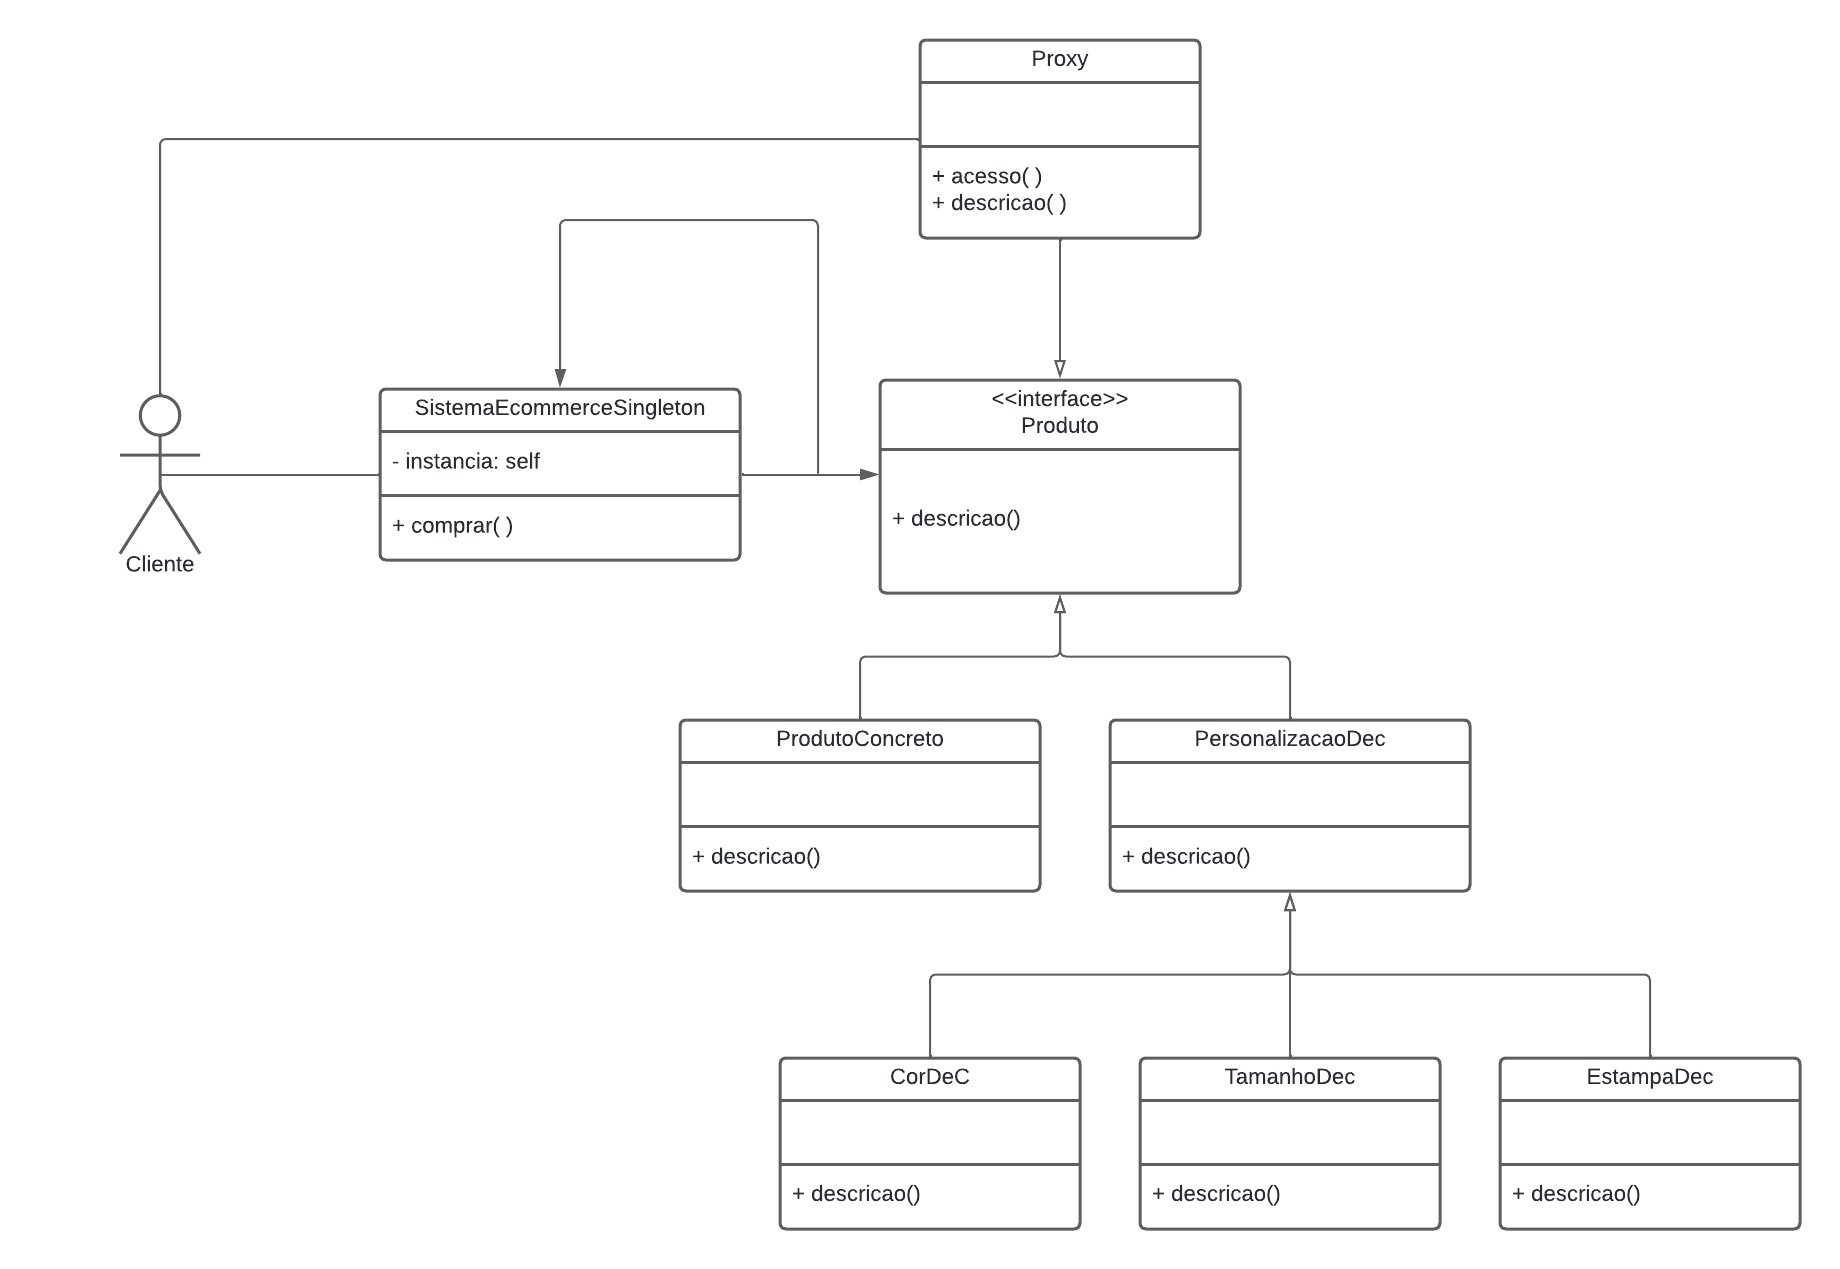 Proxy
+ acesso( )
+ descricao( )
SistemaEcommerceSingleton
- instancia: self
+ comprar( )
<<interface>>
Produto
+ descricao()
Cliente
ProdutoConcreto
+ descricao()
PersonalizacaoDec
+ descricao()
CorDeC
+ descricao()
TamanhoDec
+ descricao()
EstampaDec
+ descricao()